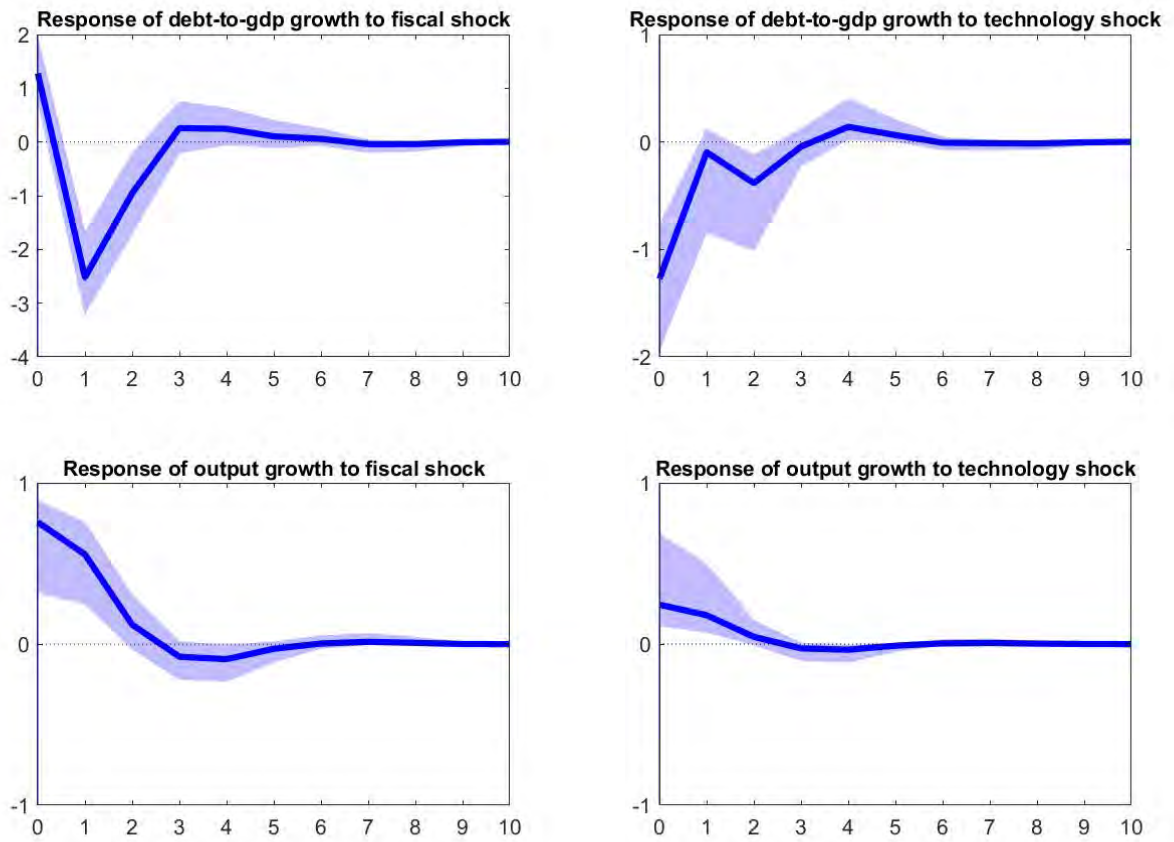 Response of debt-to-gdp growth to fiscal shock
2
1
0
-1
-2
-3
-4
0 1 2 3 4 5 6 7 8 9 10
Response of debt-to-gdp growth to technology shock
1
0
-1
-2
0 1 2 3 4 5 6 7 8 9 10
Response of output growth to fiscal shock
1
0
-1
0 1 2 3 4 5 6 7 8 9 10
Response of output growth to technology shock
1
0
-1
0 1 2 3 4 5 6 7 8 9 10